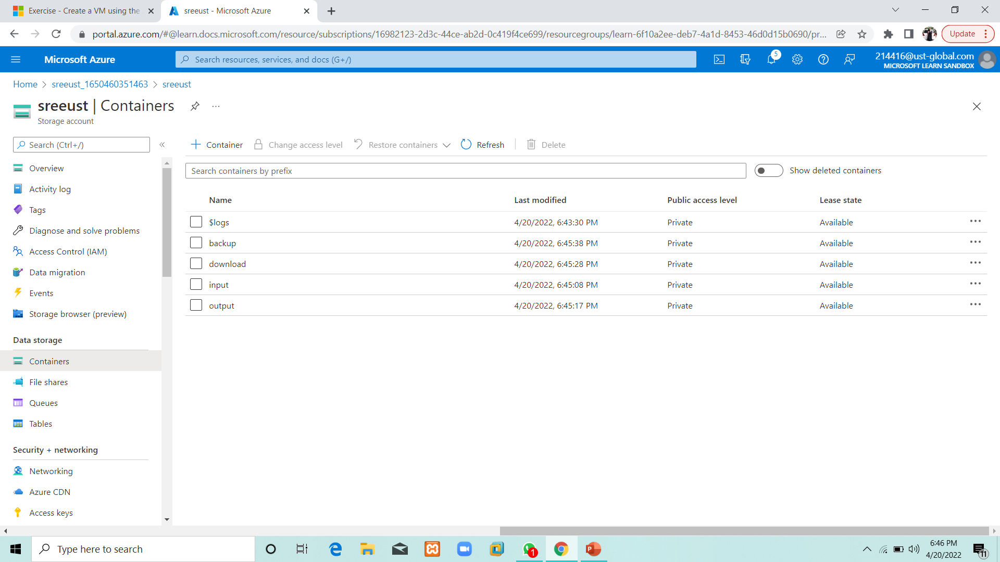 Exercise - Create a VM using the
sreeust - Microsoft Azure
portal.azure.com/#@learn.docs.microsoft.com/resource/subscriptions/16982123-2d3c-44ce-ab2d-0c419f4ce699/resourcegroups/learn-6f10a2ee-deb7-4a1d-8453-46d0d15b0690/pr...
Update
Microsoft Azure
Search resources, services, and docs (G+/)
5
214416@ust-global.com
MICROSOFT LEARN SANDBOX
Home > sreeust_1650460351463 > sreeust
sreeust | Containers
...
Storage account
Search (Ctrl+/)
«
Overview
Activity log
Tags
Diagnose and solve problems
Access Control (IAM)
Data migration
Events
Storage browser (preview)
Data storage
Containers
File shares
Queues
Tables
Security + networking
Networking
Azure CDN
Access keys
+ Container Change access level Restore containers Refresh Delete
Search containers by prefix
Show deleted containers
Name Last modified Public access level Lease state
$logs 4/20/2022, 6:43:30 PM Private Available ...
backup 4/20/2022, 6:45:38 PM Private Available ...
download 4/20/2022, 6:45:28 PM Private Available ...
input 4/20/2022, 6:45:08 PM Private Available ...
output 4/20/2022, 6:45:17 PM Private Available ...
Type here to search
1
6:46 PM
4/20/2022
11